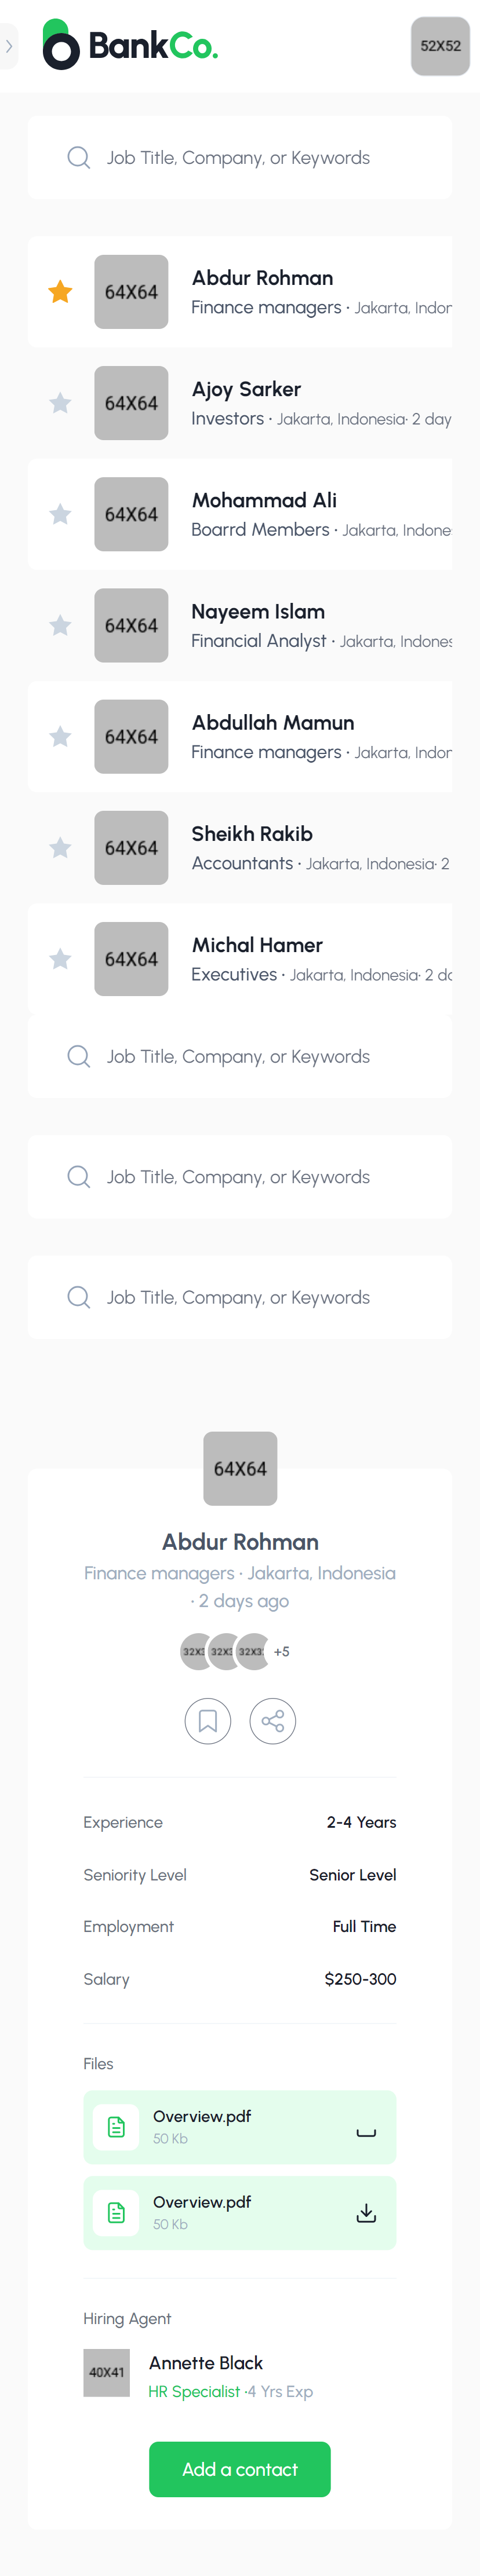 BankCo.
52X52
Job Title, Company, or Keywords
64X64
Abdur Rohman
Finance managers · Jakarta, Indon
64X64
Ajoy Sarker
Investors · Jakarta, Indonesia· 2 day
64X64
Mohammad Ali
Boarrd Members · Jakarta, Indone
64X64
Nayeem Islam
Financial Analyst · Jakarta, Indones
64X64
Abdullah Mamun
Finance managers · Jakarta, Indon
64X64
Sheikh Rakib
Accountants · Jakarta, Indonesia· 2
64X64
Michal Hamer
Executives · Jakarta, Indonesia· 2 da
Job Title, Company, or Keywords
Job Title, Company, or Keywords
Job Title, Company, or Keywords
64X64
Abdur Rohman
Finance managers · Jakarta, Indonesia
· 2 days ago
32X3 32X3 32X3 +5
Experience 2-4 Years
Seniority Level Senior Level
Employment Full Time
Salary $250-300
Files
Overview.pdf
50 Kb
Overview.pdf
50 Kb
Hiring Agent
40X41
Annette Black
HR Specialist ·4 Yrs Exp
Add a contact